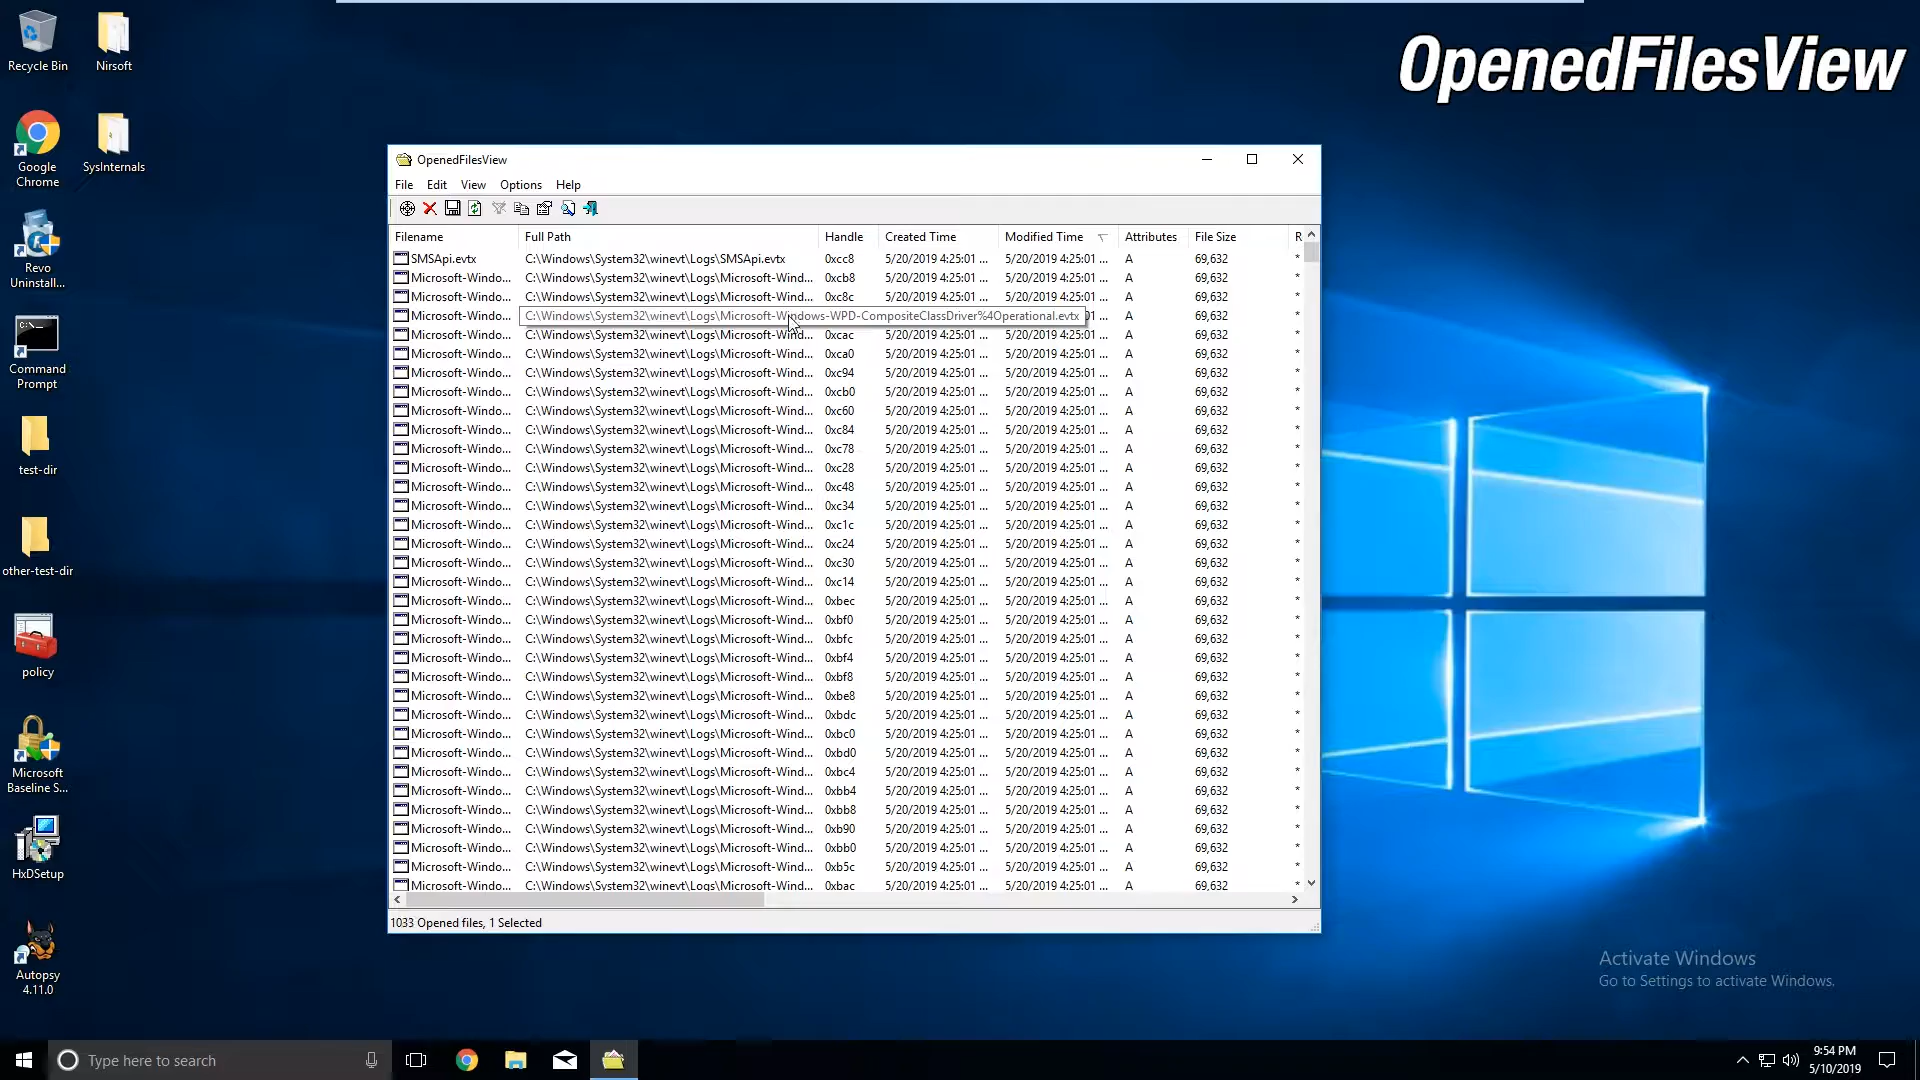 OpenedFilesView
Recycle Bin
Nirsoft
Google Chrome
SysInternals
Revo Uninstall...
Command Prompt
test-dir
other-test-dir
policy
Microsoft Baseline S...
HxDSetup
Autopsy 4.11.0
OpenedFilesView
File Edit View Options Help
Filename Full Path Handle Created Time Modified Time Attributes File Size R
SMSApi.evtx C:\Windows\System32\winevt\Logs\SMSApi.evtx 0xcc8 5/20/2019 4:25:01 ... 5/20/2019 4:25:01 ... A 69,632 *
Microsoft-Windo... C:\Windows\System32\winevt\Logs\Microsoft-Wind... 0xcb8 5/20/2019 4:25:01 ... 5/20/2019 4:25:01 ... A 69,632 *
Microsoft-Windo... C:\Windows\System32\winevt\Logs\Microsoft-Wind... 0xc8c 5/20/2019 4:25:01 ... 5/20/2019 4:25:01 ... A 69,632 *
Microsoft-Windo... C:\Windows\System32\winevt\Logs\Microsoft-Windows-WPD-CompositeClassDriver%4Operational.evtx 01 ... A 69,632 *
Microsoft-Windo... C:\Windows\System32\winevt\Logs\Microsoft-Wind... 0xcac 5/20/2019 4:25:01 ... 5/20/2019 4:25:01 ... A 69,632 *
Microsoft-Windo... C:\Windows\System32\winevt\Logs\Microsoft-Wind... 0xca0 5/20/2019 4:25:01 ... 5/20/2019 4:25:01 ... A 69,632 *
Microsoft-Windo... C:\Windows\System32\winevt\Logs\Microsoft-Wind... 0xc94 5/20/2019 4:25:01 ... 5/20/2019 4:25:01 ... A 69,632 *
Microsoft-Windo... C:\Windows\System32\winevt\Logs\Microsoft-Wind... 0xcb0 5/20/2019 4:25:01 ... 5/20/2019 4:25:01 ... A 69,632 *
Microsoft-Windo... C:\Windows\System32\winevt\Logs\Microsoft-Wind... 0xc60 5/20/2019 4:25:01 ... 5/20/2019 4:25:01 ... A 69,632 *
Microsoft-Windo... C:\Windows\System32\winevt\Logs\Microsoft-Wind... 0xc84 5/20/2019 4:25:01 ... 5/20/2019 4:25:01 ... A 69,632 *
Microsoft-Windo... C:\Windows\System32\winevt\Logs\Microsoft-Wind... 0xc78 5/20/2019 4:25:01 ... 5/20/2019 4:25:01 ... A 69,632 *
Microsoft-Windo... C:\Windows\System32\winevt\Logs\Microsoft-Wind... 0xc28 5/20/2019 4:25:01 ... 5/20/2019 4:25:01 ... A 69,632 *
Microsoft-Windo... C:\Windows\System32\winevt\Logs\Microsoft-Wind... 0xc48 5/20/2019 4:25:01 ... 5/20/2019 4:25:01 ... A 69,632 *
Microsoft-Windo... C:\Windows\System32\winevt\Logs\Microsoft-Wind... 0xc34 5/20/2019 4:25:01 ... 5/20/2019 4:25:01 ... A 69,632 *
Microsoft-Windo... C:\Windows\System32\winevt\Logs\Microsoft-Wind... 0xc1c 5/20/2019 4:25:01 ... 5/20/2019 4:25:01 ... A 69,632 *
Microsoft-Windo... C:\Windows\System32\winevt\Logs\Microsoft-Wind... 0xc24 5/20/2019 4:25:01 ... 5/20/2019 4:25:01 ... A 69,632 *
Microsoft-Windo... C:\Windows\System32\winevt\Logs\Microsoft-Wind... 0xc30 5/20/2019 4:25:01 ... 5/20/2019 4:25:01 ... A 69,632 *
Microsoft-Windo... C:\Windows\System32\winevt\Logs\Microsoft-Wind... 0xc14 5/20/2019 4:25:01 ... 5/20/2019 4:25:01 ... A 69,632 *
Microsoft-Windo... C:\Windows\System32\winevt\Logs\Microsoft-Wind... 0xbec 5/20/2019 4:25:01 ... 5/20/2019 4:25:01 ... A 69,632 *
Microsoft-Windo... C:\Windows\System32\winevt\Logs\Microsoft-Wind... 0xbf0 5/20/2019 4:25:01 ... 5/20/2019 4:25:01 ... A 69,632 *
Microsoft-Windo... C:\Windows\System32\winevt\Logs\Microsoft-Wind... 0xbfc 5/20/2019 4:25:01 ... 5/20/2019 4:25:01 ... A 69,632 *
Microsoft-Windo... C:\Windows\System32\winevt\Logs\Microsoft-Wind... 0xbf4 5/20/2019 4:25:01 ... 5/20/2019 4:25:01 ... A 69,632 *
Microsoft-Windo... C:\Windows\System32\winevt\Logs\Microsoft-Wind... 0xbf8 5/20/2019 4:25:01 ... 5/20/2019 4:25:01 ... A 69,632 *
Microsoft-Windo... C:\Windows\System32\winevt\Logs\Microsoft-Wind... 0xbe8 5/20/2019 4:25:01 ... 5/20/2019 4:25:01 ... A 69,632 *
Microsoft-Windo... C:\Windows\System32\winevt\Logs\Microsoft-Wind... 0xbdc 5/20/2019 4:25:01 ... 5/20/2019 4:25:01 ... A 69,632 *
Microsoft-Windo... C:\Windows\System32\winevt\Logs\Microsoft-Wind... 0xbc0 5/20/2019 4:25:01 ... 5/20/2019 4:25:01 ... A 69,632 *
Microsoft-Windo... C:\Windows\System32\winevt\Logs\Microsoft-Wind... 0xbd0 5/20/2019 4:25:01 ... 5/20/2019 4:25:01 ... A 69,632 *
Microsoft-Windo... C:\Windows\System32\winevt\Logs\Microsoft-Wind... 0xbc4 5/20/2019 4:25:01 ... 5/20/2019 4:25:01 ... A 69,632 *
Microsoft-Windo... C:\Windows\System32\winevt\Logs\Microsoft-Wind... 0xbb4 5/20/2019 4:25:01 ... 5/20/2019 4:25:01 ... A 69,632 *
Microsoft-Windo... C:\Windows\System32\winevt\Logs\Microsoft-Wind... 0xbb8 5/20/2019 4:25:01 ... 5/20/2019 4:25:01 ... A 69,632 *
Microsoft-Windo... C:\Windows\System32\winevt\Logs\Microsoft-Wind... 0xb90 5/20/2019 4:25:01 ... 5/20/2019 4:25:01 ... A 69,632 *
Microsoft-Windo... C:\Windows\System32\winevt\Logs\Microsoft-Wind... 0xbb0 5/20/2019 4:25:01 ... 5/20/2019 4:25:01 ... A 69,632 *
Microsoft-Windo... C:\Windows\System32\winevt\Logs\Microsoft-Wind... 0xb5c 5/20/2019 4:25:01 ... 5/20/2019 4:25:01 ... A 69,632 *
Microsoft-Windo... C:\Windows\System32\winevt\Logs\Microsoft-Wind... 0xbac 5/20/2019 4:25:01 ... 5/20/2019 4:25:01 ... A 69,632 *
1033 Opened files, 1 Selected
Activate Windows
Go to Settings to activate Windows.
Type here to search
9:54 PM
5/10/2019